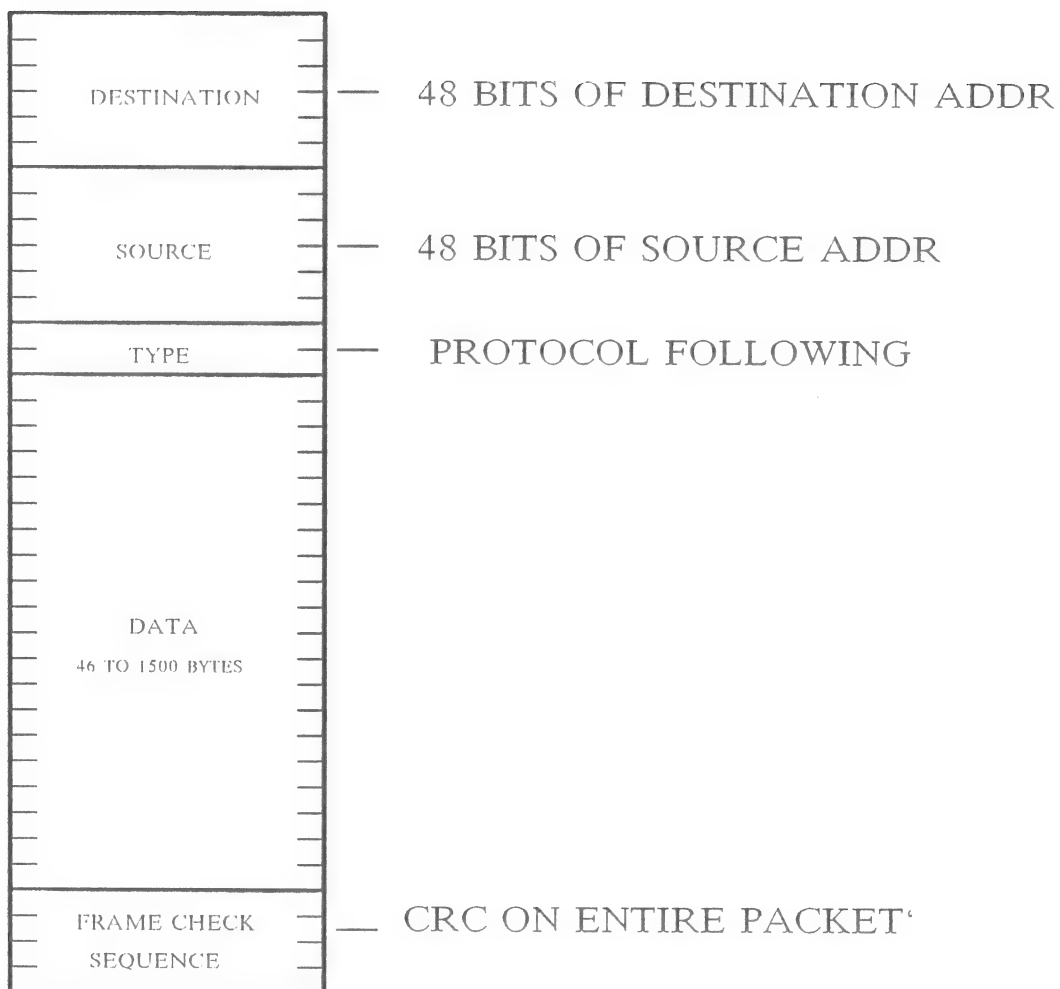 DESTINATION — 48 BITS OF DESTINATION ADDR
SOURCE — 48 BITS OF SOURCE ADDR
TYPE — PROTOCOL FOLLOWING
DATA
46 TO 1500 BYTES
FRAME CHECK
SEQUENCE — CRC ON ENTIRE PACKET